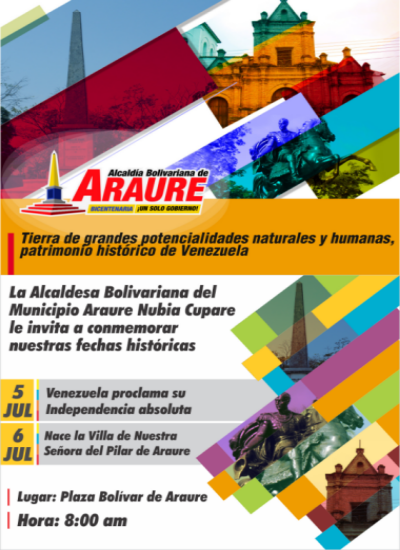 Alcaldía Bolivariana de
ARAURE
BICENTENARIA ¡UN SOLO GOBIERNO!
Tierra de grandes potencialidades naturales y humanas,
patrimonio histórico de Venezuela
La Alcaldesa Bolivariana del
Municipio Araure Nubia Cupare
le invita a conmemorar
nuestras fechas históricas
5
JUL
Venezuela proclama su
Independencia absoluta
6
JUL
Nace la Villa de Nuestra
Señora del Pilar de Araure
Lugar: Plaza Bolívar de Araure
Hora: 8:00 am